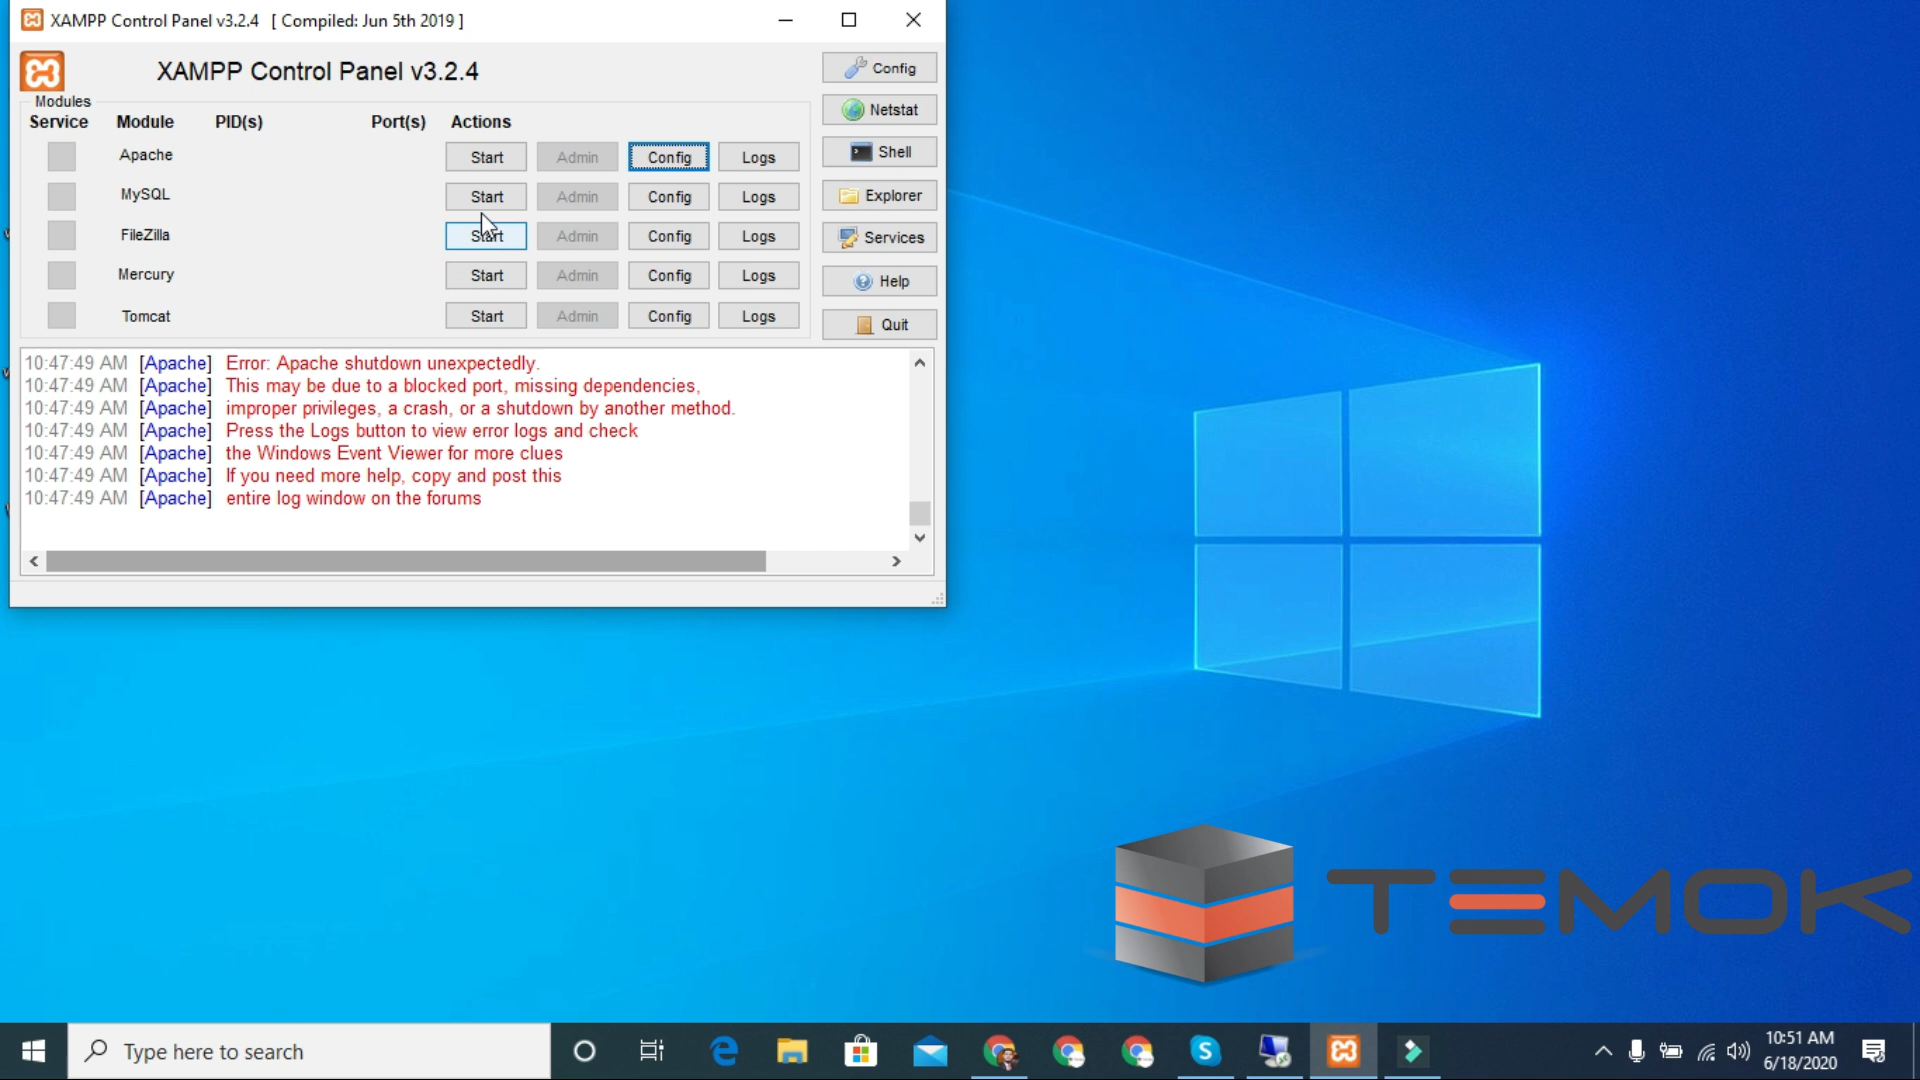 XAMPP Control Panel v3.2.4 [ Compiled: Jun 5th 2019 ]
XAMPP Control Panel v3.2.4
Config
Modules
Service Module PID(s) Port(s) Actions
Netstat
Apache Start Admin Config Logs
Shell
MySQL Start Admin Config Logs
Explorer
FileZilla Start Admin Config Logs
Services
Mercury Start Admin Config Logs
Help
Tomcat Start Admin Config Logs
Quit
10:47:49 AM [Apache] Error: Apache shutdown unexpectedly.
10:47:49 AM [Apache] This may be due to a blocked port, missing dependencies,
10:47:49 AM [Apache] improper privileges, a crash, or a shutdown by another method.
10:47:49 AM [Apache] Press the Logs button to view error logs and check
10:47:49 AM [Apache] the Windows Event Viewer for more clues
10:47:49 AM [Apache] If you need more help, copy and post this
10:47:49 AM [Apache] entire log window on the forums
TEMOK
Type here to search
10:51 AM
6/18/2020